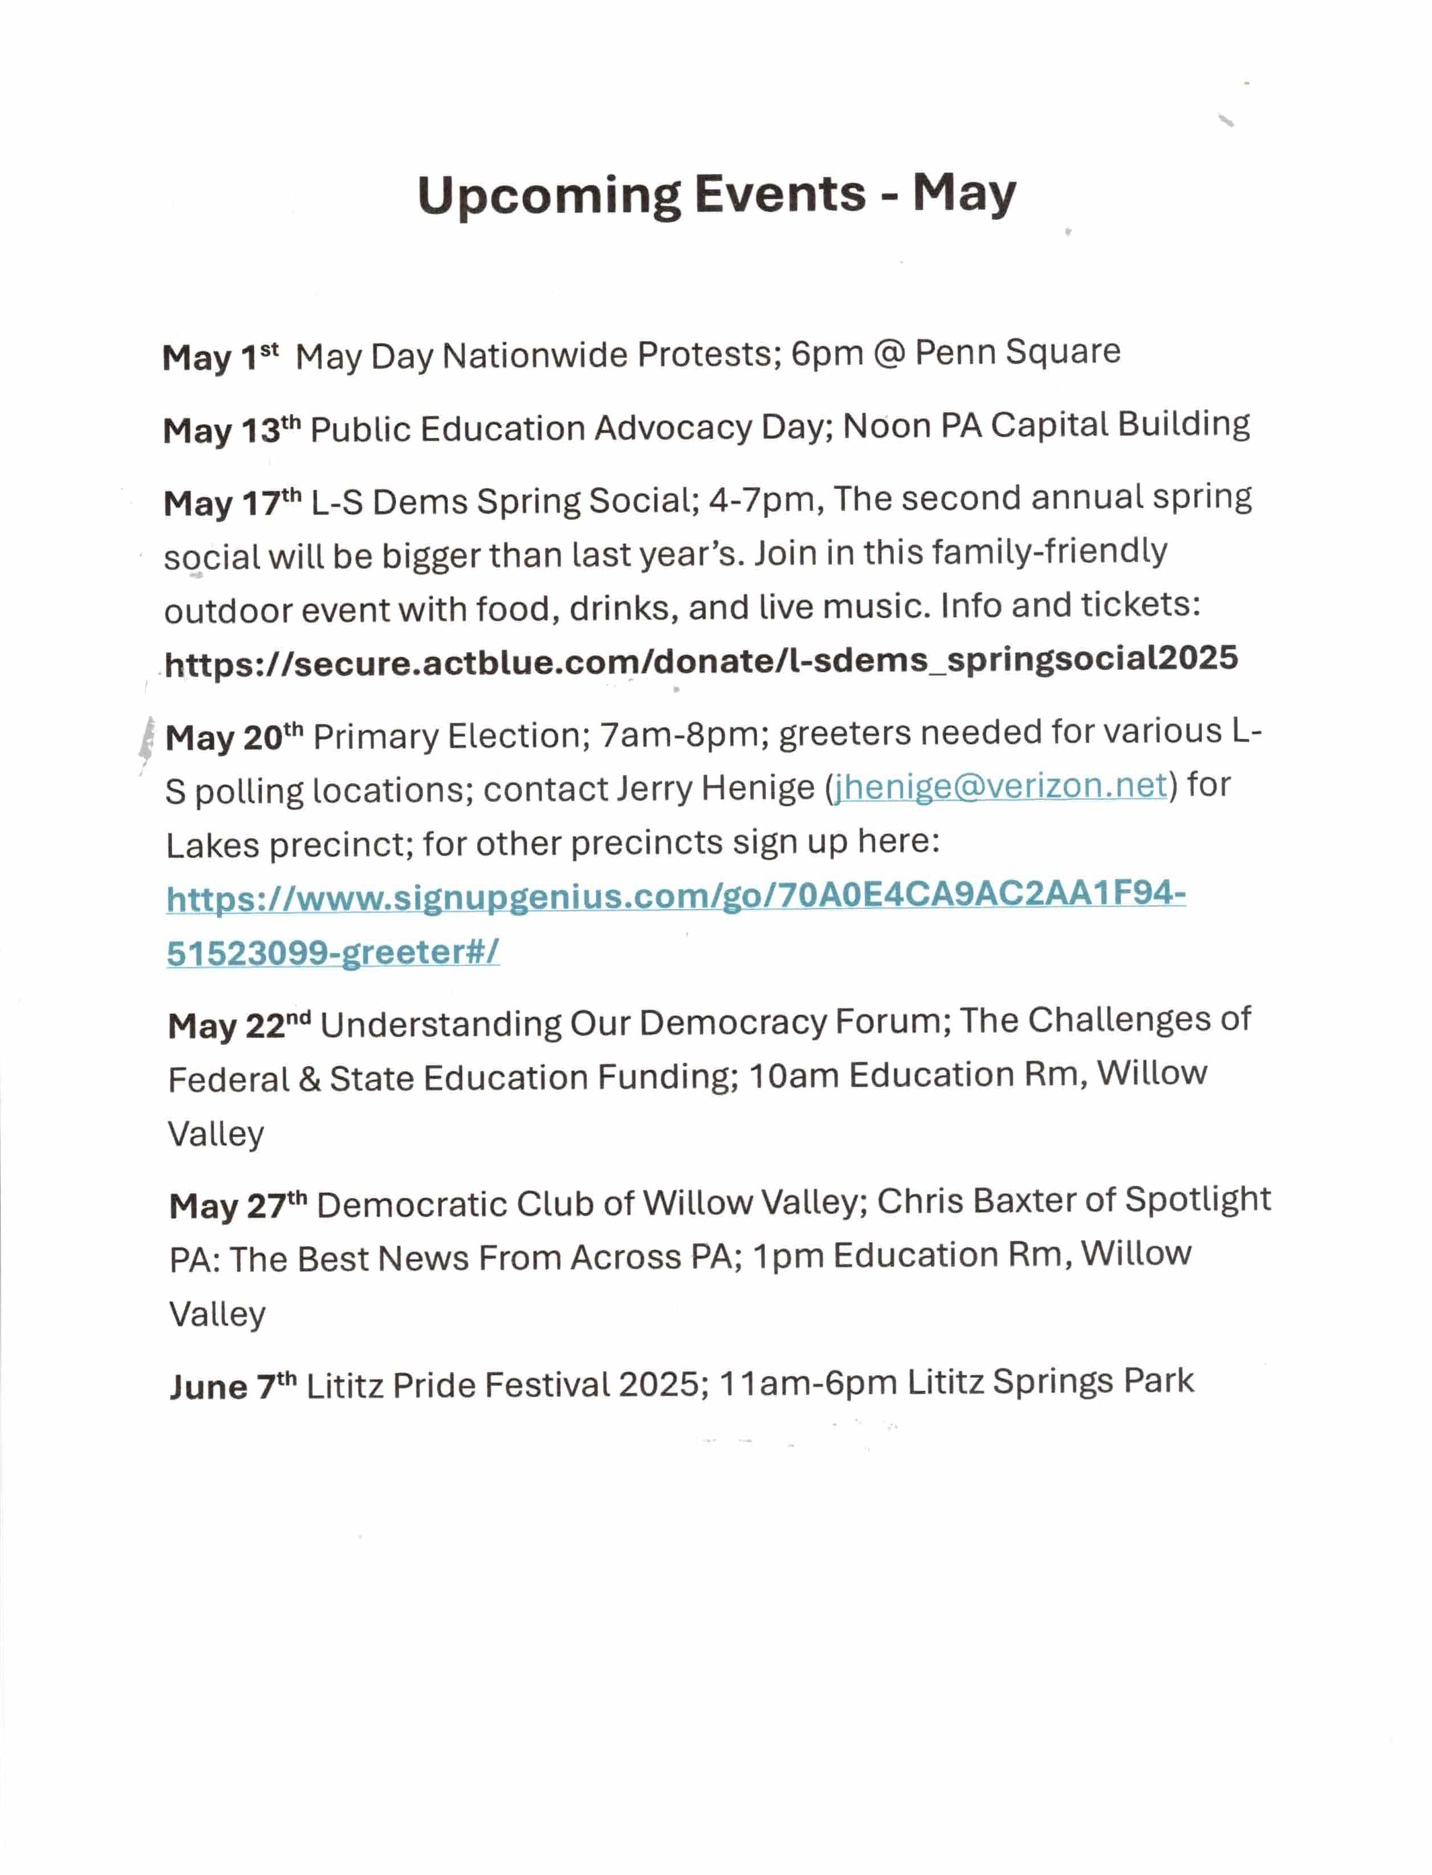 Upcoming Events - May
May 1st May Day Nationwide Protests; 6pm @ Penn Square
May 13th Public Education Advocacy Day; Noon PA Capital Building
May 17th L-S Dems Spring Social; 4-7pm, The second annual spring
social will be bigger than last year’s. Join in this family-friendly
outdoor event with food, drinks, and live music. Info and tickets:
https://secure.actblue.com/donate/l-sdems_springsocial2025
May 20th Primary Election; 7am-8pm; greeters needed for various L-
S polling locations; contact Jerry Henige (jhenige@verizon.net) for
Lakes precinct; for other precincts sign up here:
https://www.signupgenius.com/go/70A0E4CA9AC2AA1F94-
51523099-greeter#/
May 22nd Understanding Our Democracy Forum; The Challenges of
Federal & State Education Funding; 10am Education Rm, Willow
Valley
May 27th Democratic Club of Willow Valley; Chris Baxter of Spotlight
PA: The Best News From Across PA; 1pm Education Rm, Willow
Valley
June 7th Lititz Pride Festival 2025; 11am-6pm Lititz Springs Park